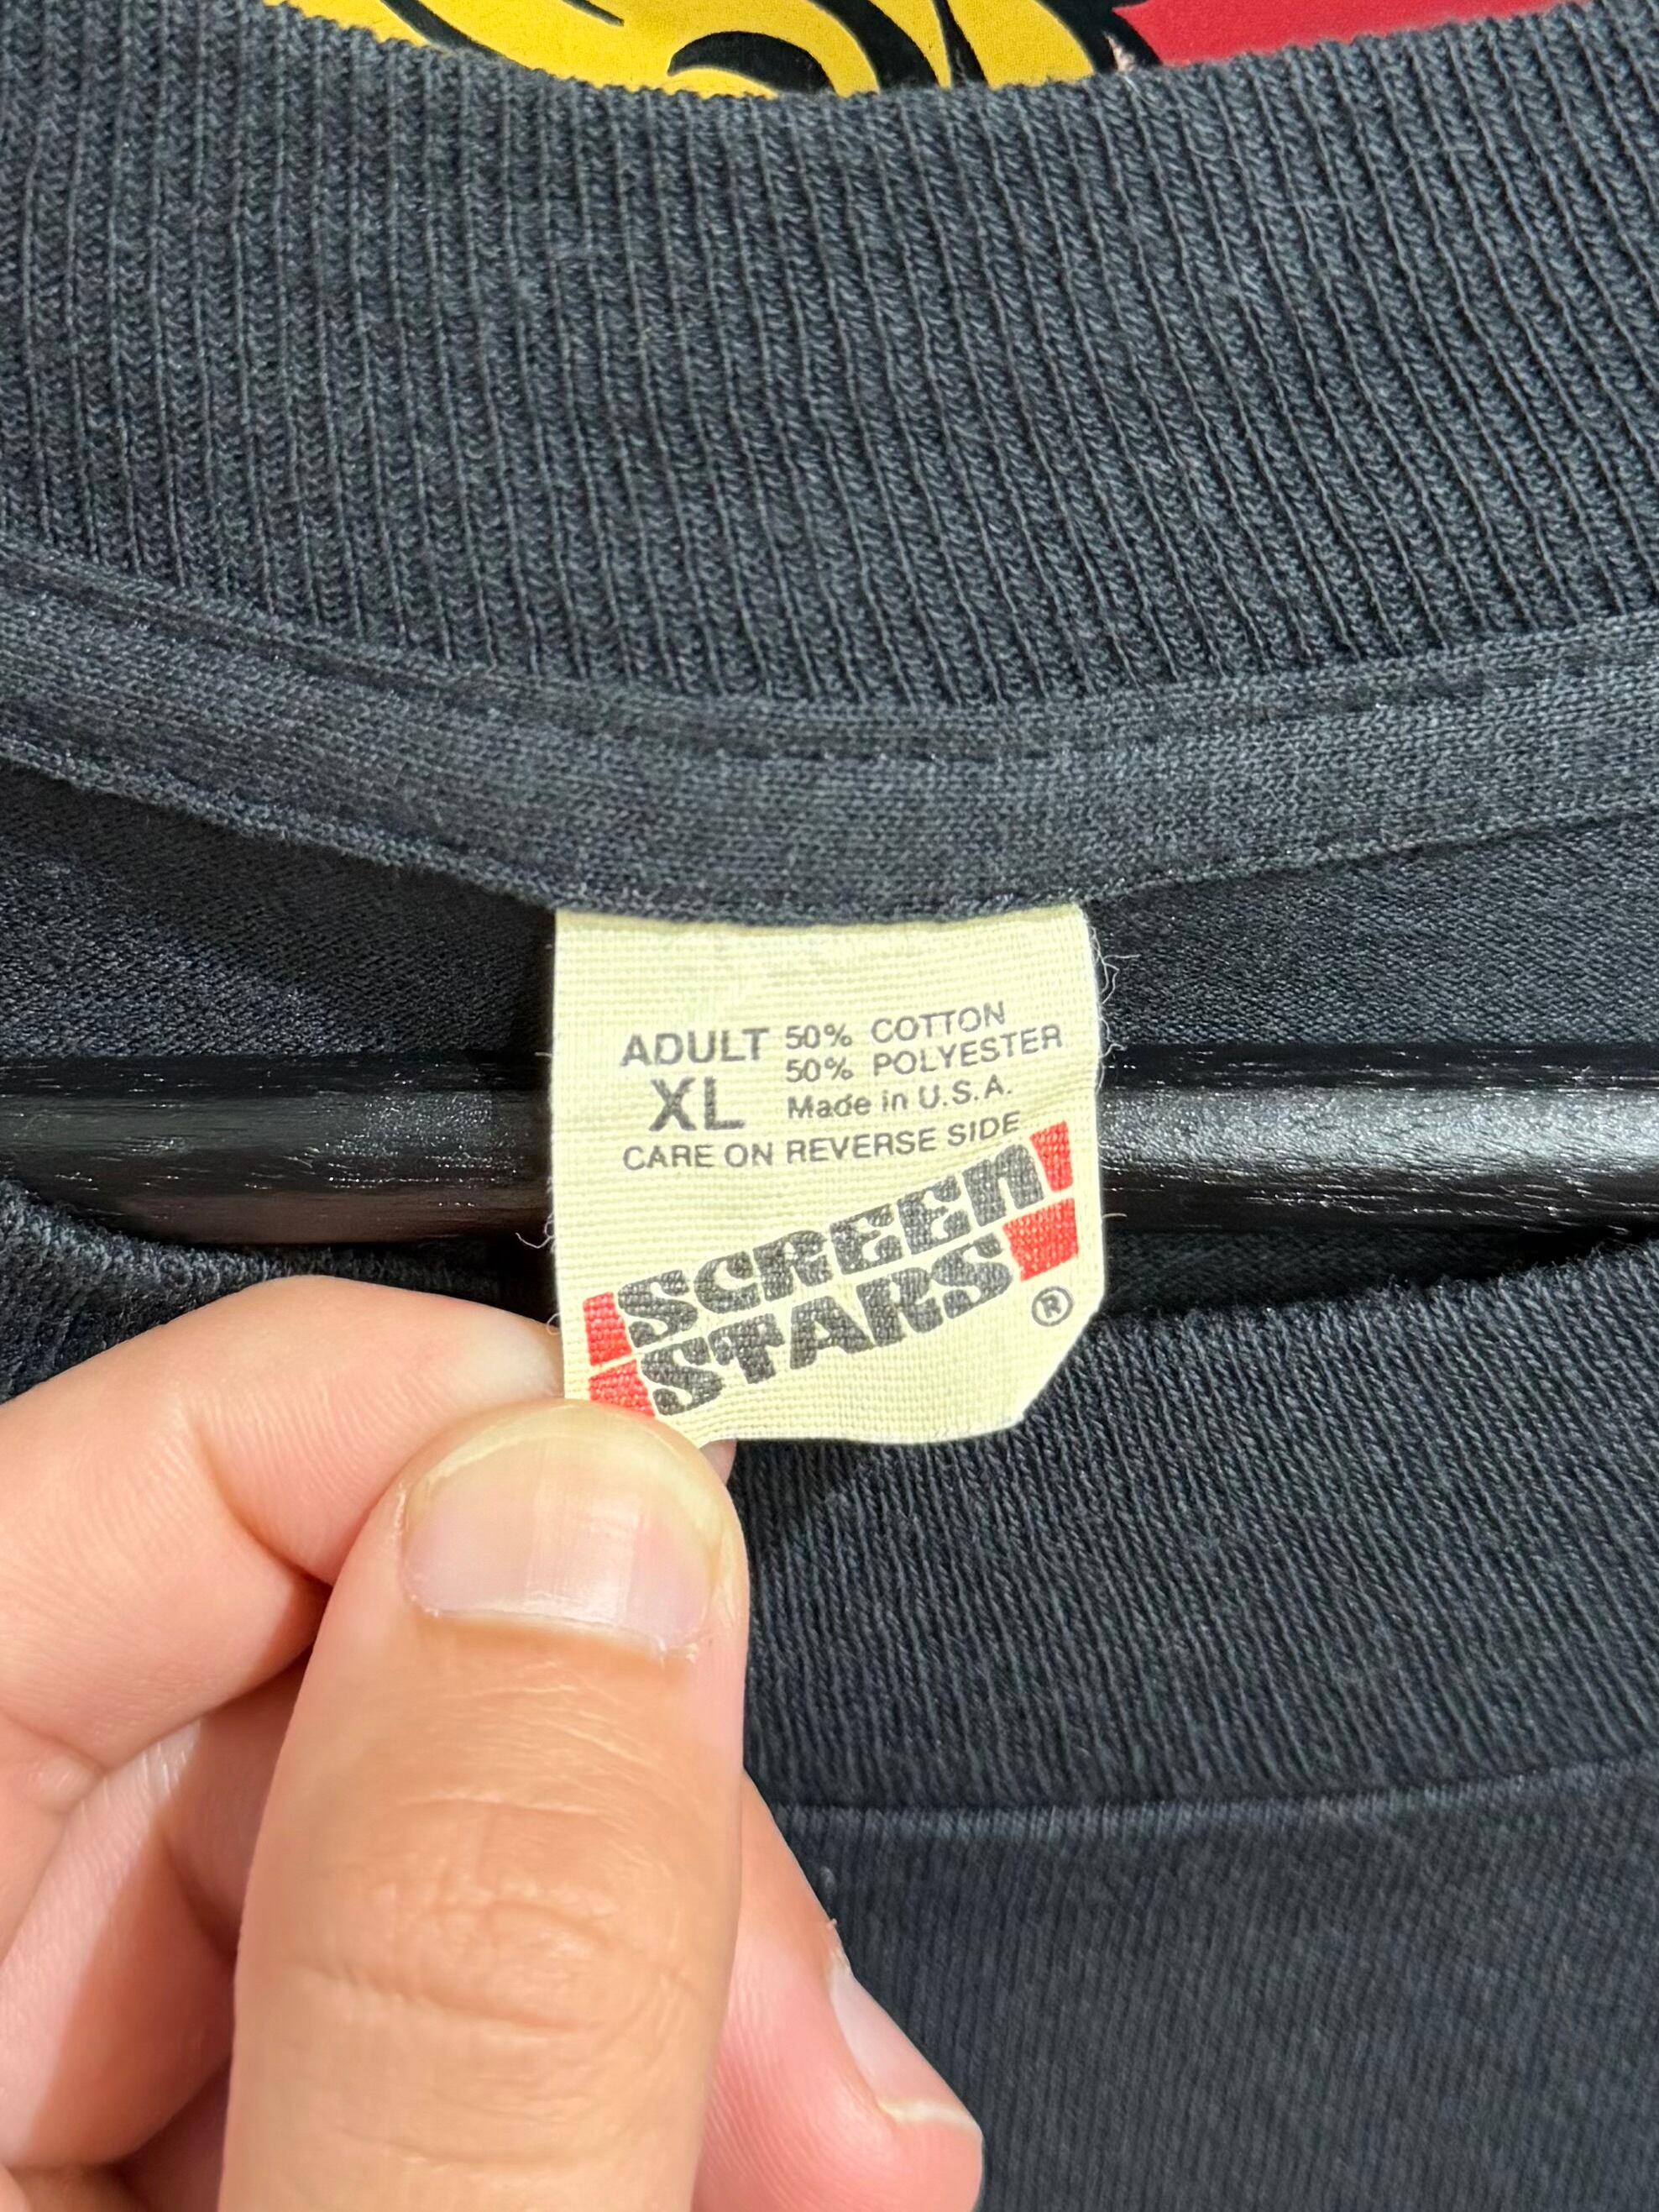 ADULT 50% COTTON
XL 50% POLYESTER
Made in U.S.A.
CARE ON REVERSE SIDE
SCREEN
STARS ®